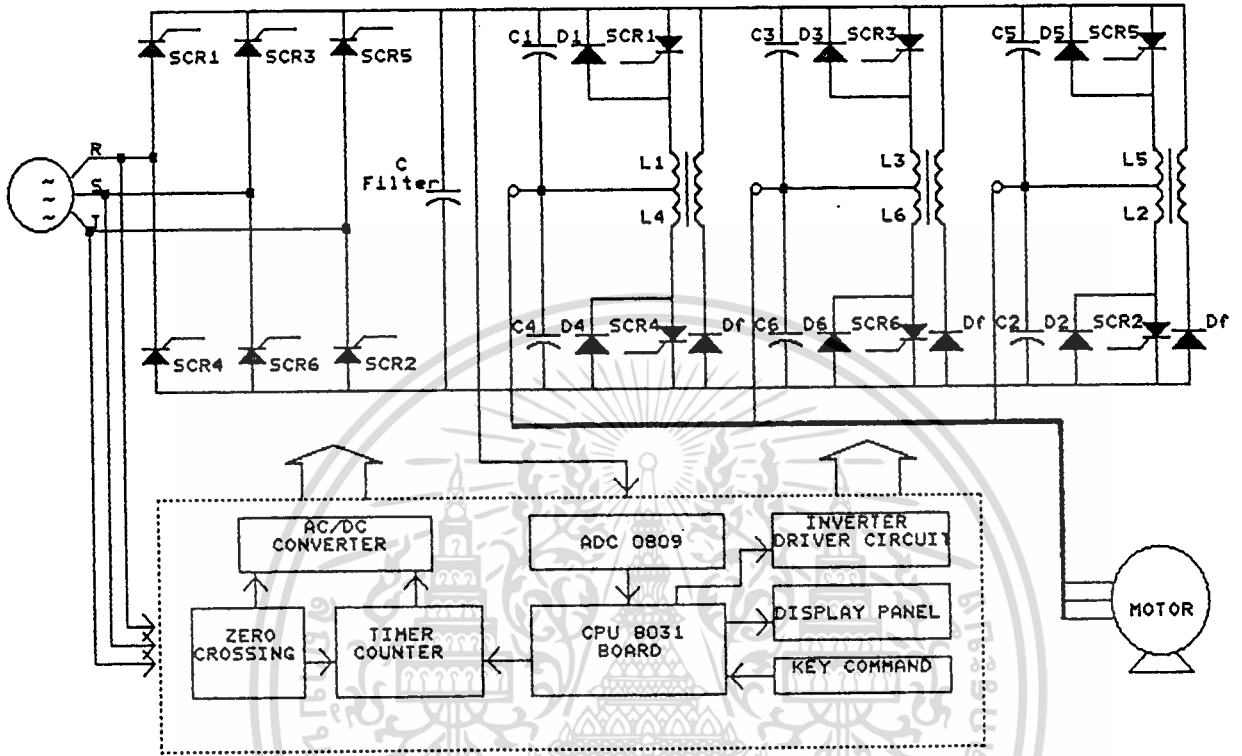 C1 D1 SCR1 C3 D3 SCR3 C5 D5 SCR5
SCR1 SCR3 SCR5
R
S
T
~
~
~
C
Filter
L1
L4
L3
L6
L5
L2
C4 D4 SCR4 Df C6 D6 SCR6 Df C2 D2 SCR2 Df
SCR4 SCR6 SCR2
AC/DC
CONVERTER
ADC 0809
INVERTER
DRIVER CIRCUIT
ZERO
CROSSING
TIMER
COUNTER
CPU 8031
BOARD
DISPLAY PANEL
KEY COMMAND
MOTOR